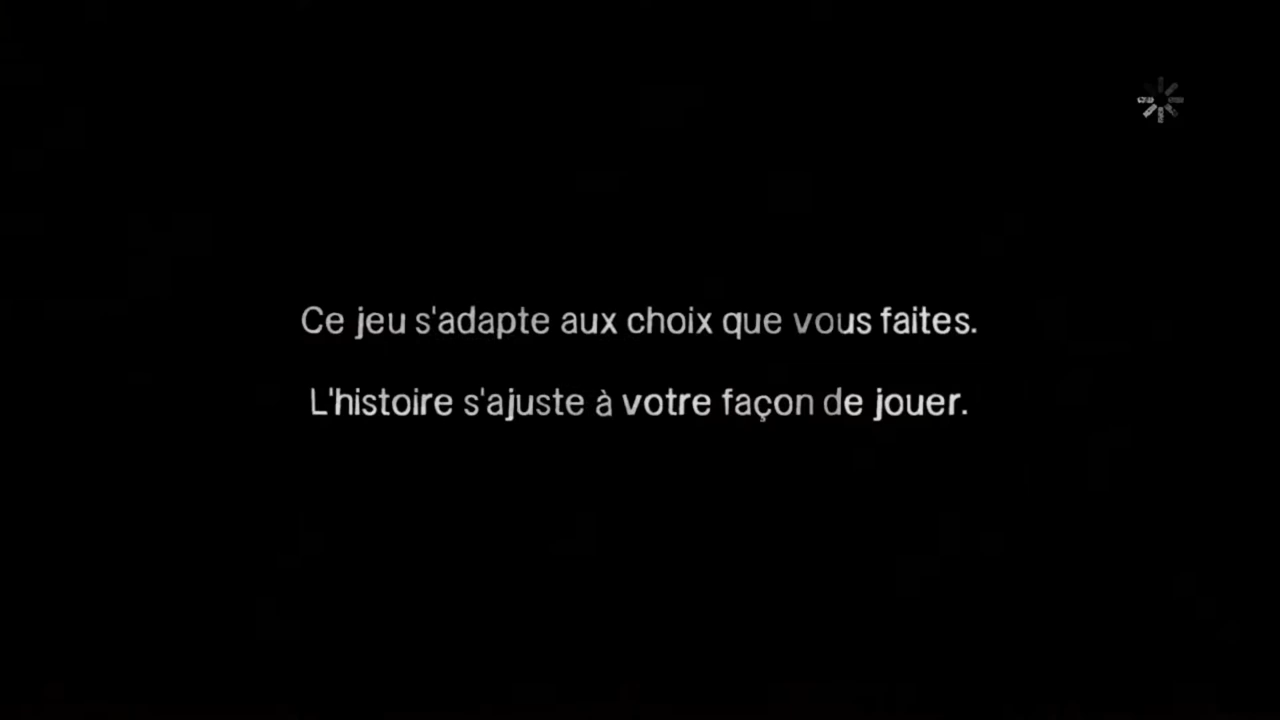 Ce jeu s'adapte aux choix que vous faites.
L'histoire s'ajuste à votre façon de jouer.